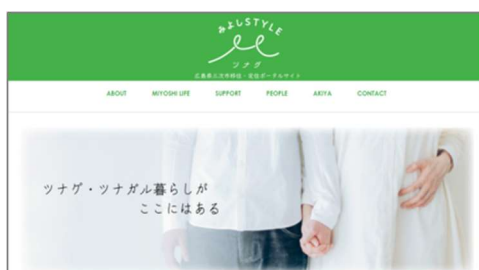 みよしSTYLE
ツナグ
広島県三次市移住・定住ポータルサイト
ABOUT MIYOSHI LIFE SUPPORT PEOPLE AKIYA CONTACT
ツナグ・ツナガル暮らしが
ここにはある